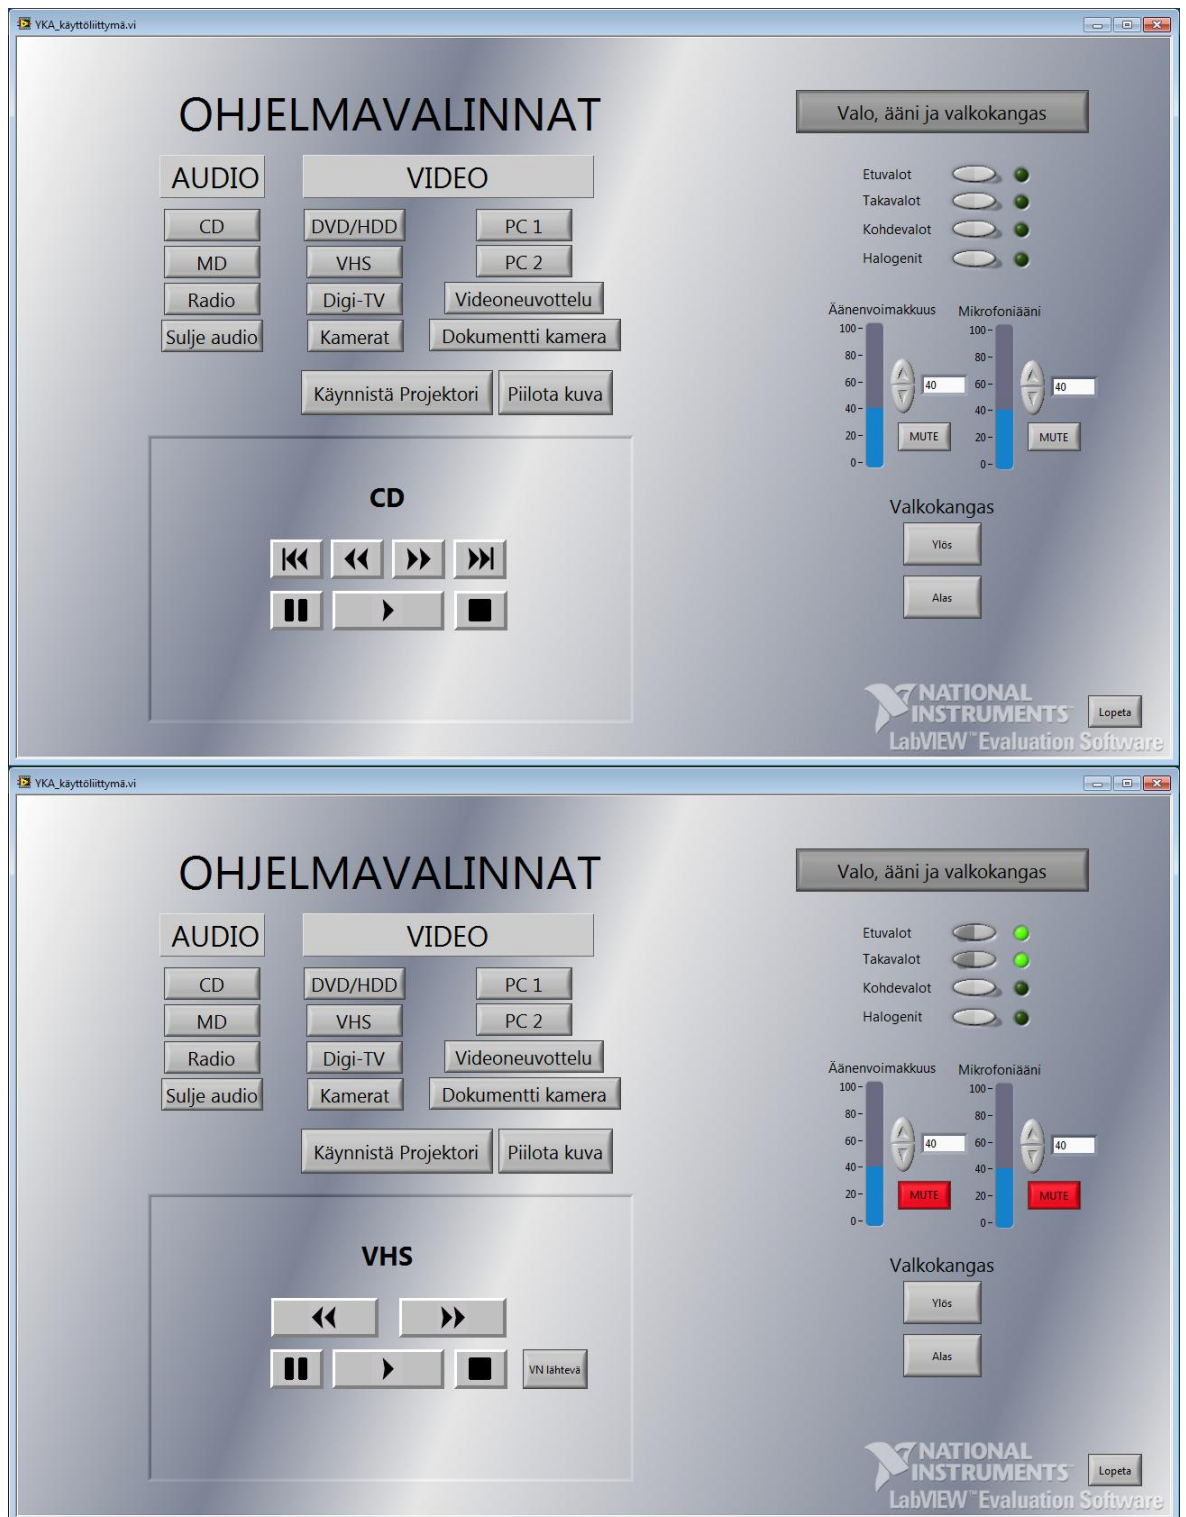 YKA_käyttöliittymä.vi
OHJELMAVALINNAT
AUDIO VIDEO
CD DVD/HDD PC 1
MD VHS PC 2
Radio Digi-TV Videoneuvottelu
Sulje audio Kamerat Dokumentti kamera
Käynnistä Projektori Piilota kuva
CD
Valo, ääni ja valkokangas
Etuvalot
Takavalot
Kohdevalot
Halogenit
Äänenvoimakkuus Mikrofoniääni
100 100
80 80
60 40 60 40
40 40
20 MUTE 20 MUTE
0 0
Valkokangas
Ylös
Alas
NATIONAL
INSTRUMENTS
LabVIEW™ Evaluation Software
Lopeta
YKA_käyttöliittymä.vi
OHJELMAVALINNAT
AUDIO VIDEO
CD DVD/HDD PC 1
MD VHS PC 2
Radio Digi-TV Videoneuvottelu
Sulje audio Kamerat Dokumentti kamera
Käynnistä Projektori Piilota kuva
VHS
VN lähtevä
Valo, ääni ja valkokangas
Etuvalot
Takavalot
Kohdevalot
Halogenit
Äänenvoimakkuus Mikrofoniääni
100 100
80 80
60 40 60 40
40 40
20 MUTE 20 MUTE
0 0
Valkokangas
Ylös
Alas
NATIONAL
INSTRUMENTS
LabVIEW™ Evaluation Software
Lopeta